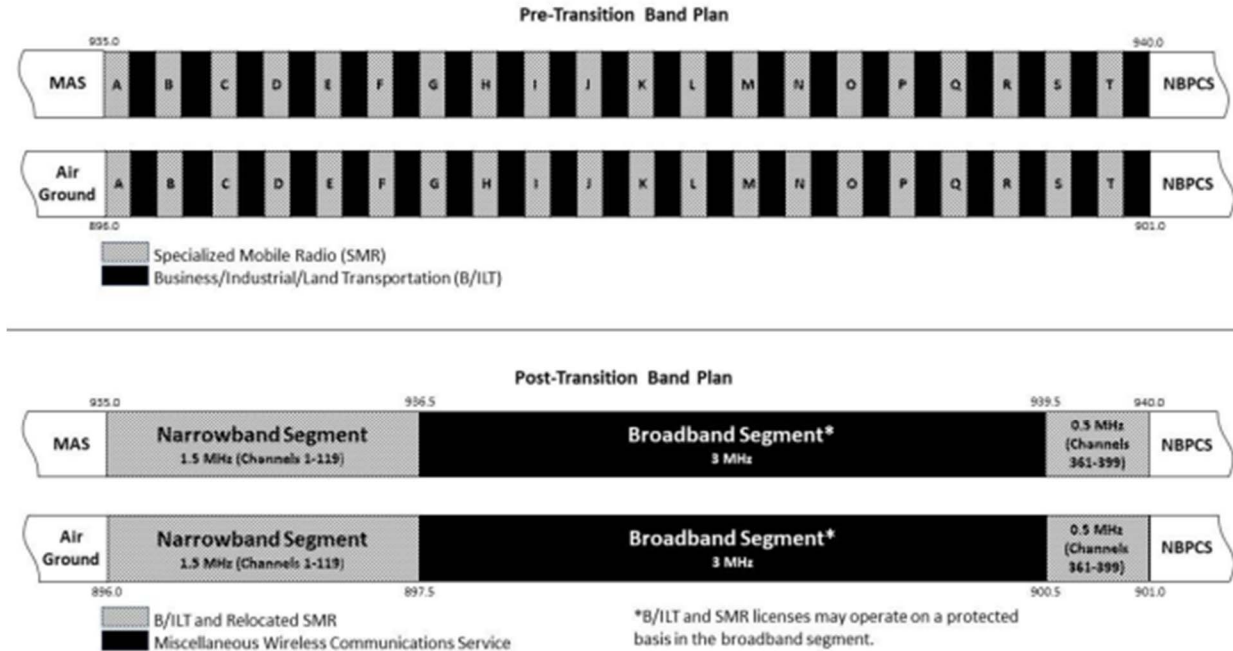 Pre-Transition Band Plan
935.0 940.0
MAS A B C D E F G H I J K L M N O P Q R S T NBPCS
Air
Ground A B C D E F G H I J K L M N O P Q R S T NBPCS
896.0 901.0
Specialized Mobile Radio (SMR)
Business/Industrial/Land Transportation (B/ILT)
Post-Transition Band Plan
935.0 936.5 939.5 940.0
MAS
Narrowband Segment
1.5 MHz (Channels 1-119)
Broadband Segment*
3 MHz
0.5 MHz
(Channels
361-399)
NBPCS
Air
Ground
Narrowband Segment
1.5 MHz (Channels 1-119)
Broadband Segment*
3 MHz
0.5 MHz
(Channels
361-399)
NBPCS
896.0 897.5 900.5 901.0
B/ILT and Relocated SMR
Miscellaneous Wireless Communications Service
*B/ILT and SMR licenses may operate on a protected
basis in the broadband segment.